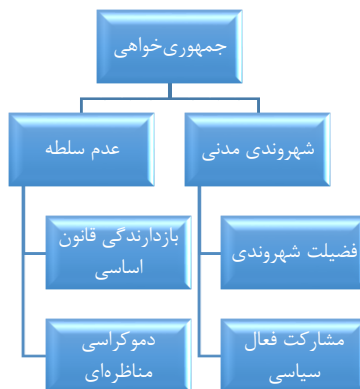 جمهوری‌خواهی
شهروندی مدنی
عدم سلطه
فضیلت شهروندی
بازدارندگی قانون
اساسی
مشارکت فعال
سیاسی
دموکراسی
مناظره‌ای